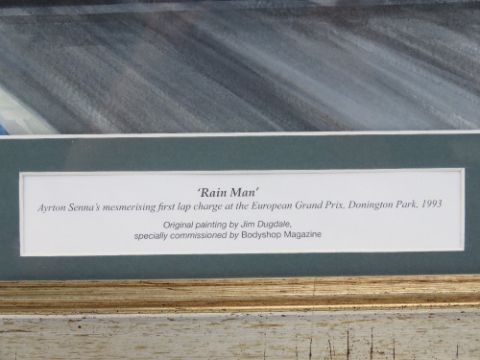 ‘Rain Man’
Ayrton Senna's mesmerising first lap charge at the European Grand Prix, Donington Park, 1993
Original painting by Jim Dugdale,
specially commissioned by Bodyshop Magazine